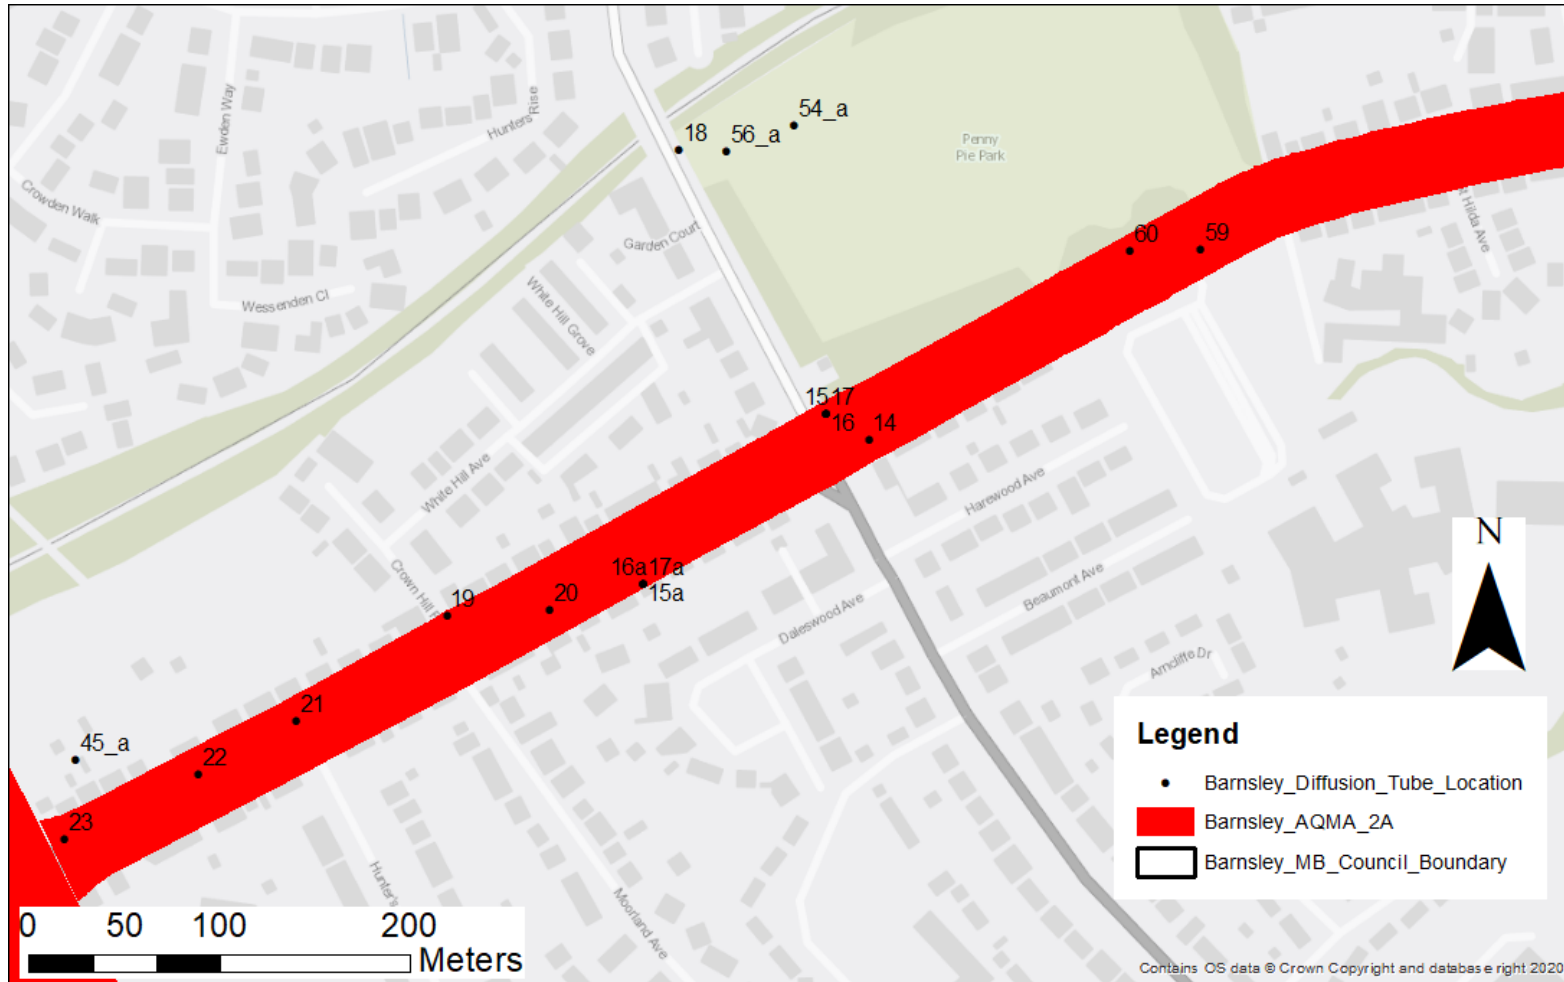 Ewden Way
Hunters Rise
Crowden Walk
Wessenden Cl
Garden Court
White Hill Grove
White Hill Ave
Crown Hill
Penny
Pie Park
18
56_a
54_a
60
59
St Hilda Ave
15 17
16
14
Harewood Ave
Beaumont Ave
Daleswood Ave
Arncliffe Dr
16a 17a
15a
19
20
21
22
45_a
23
Hunter's
Moorland Ave
N
Legend
Barnsley_Diffusion_Tube_Location
Barnsley_AQMA_2A
Barnsley_MB_Council_Boundary
0 50 100 200
Meters
Contains OS data © Crown Copyright and database right 2020